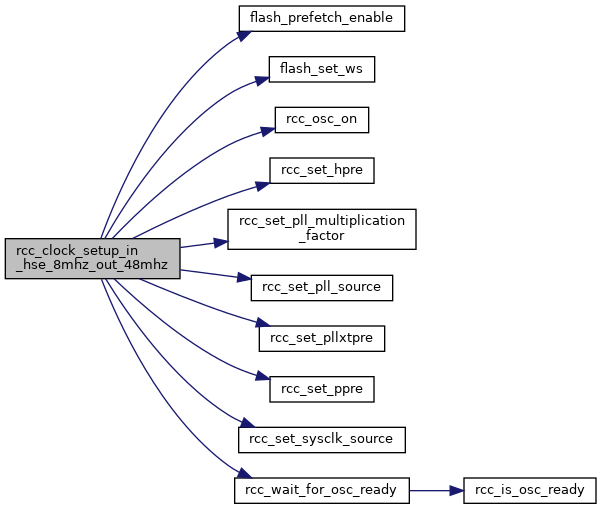 flash_prefetch_enable
flash_set_ws
rcc_osc_on
rcc_set_hpre
rcc_set_pll_multiplication
_factor
rcc_clock_setup_in
_hse_8mhz_out_48mhz
rcc_set_pll_source
rcc_set_pllxtpre
rcc_set_ppre
rcc_set_sysclk_source
rcc_wait_for_osc_ready
rcc_is_osc_ready